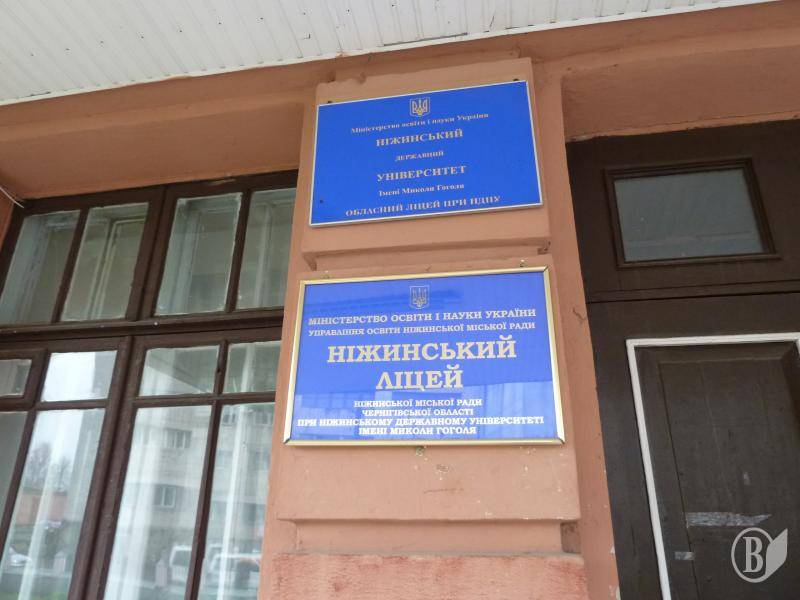 Міністерство освіти і науки України
НІЖИНСЬКИЙ
ДЕРЖАВНИЙ
УНІВЕРСИТЕТ
Імені Миколи Гоголя
ОБЛАСНИЙ ЛІЦЕЙ ПРИ НДПУ
МІНІСТЕРСТВО ОСВІТИ І НАУКИ УКРАЇНИ
УПРАВЛІННЯ ОСВІТИ НІЖИНСЬКОЇ МІСЬКОЇ РАДИ
НІЖИНСЬКИЙ
ЛІЦЕЙ
НІЖИНСЬКОЇ МІСЬКОЇ РАДИ
ЧЕРНІГІВСЬКОЇ ОБЛАСТІ
ПРИ НІЖИНСЬКОМУ ДЕРЖАВНОМУ УНІВЕРСИТЕТІ
ІМЕНІ МИКОЛИ ГОГОЛЯ
В